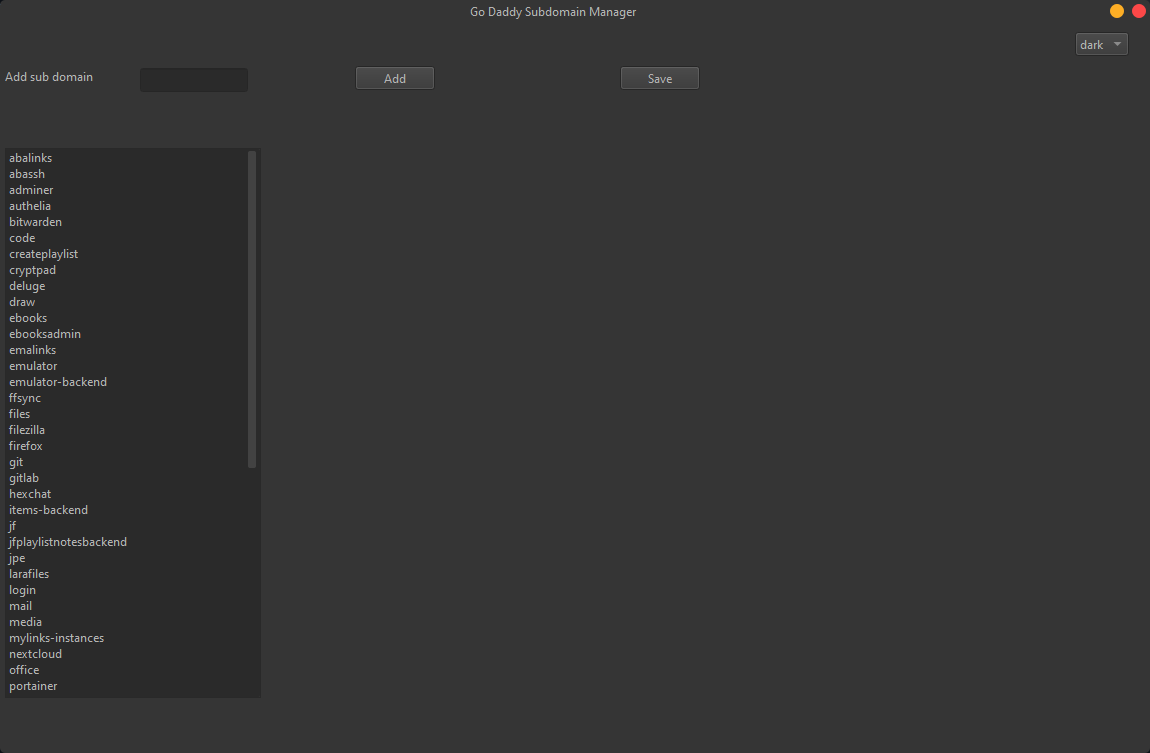 Go Daddy Subdomain Manager
dark
Add sub domain
Add
Save
abalinks
abassh
adminer
authelia
bitwarden
code
createplaylist
cryptpad
deluge
draw
ebooks
ebooksadmin
emalinks
emulator
emulator-backend
ffsync
files
filezilla
firefox
git
gitlab
hexchat
items-backend
jf
jfplaylistnotesbackend
jpe
larafiles
login
mail
media
mylinks-instances
nextcloud
office
portainer